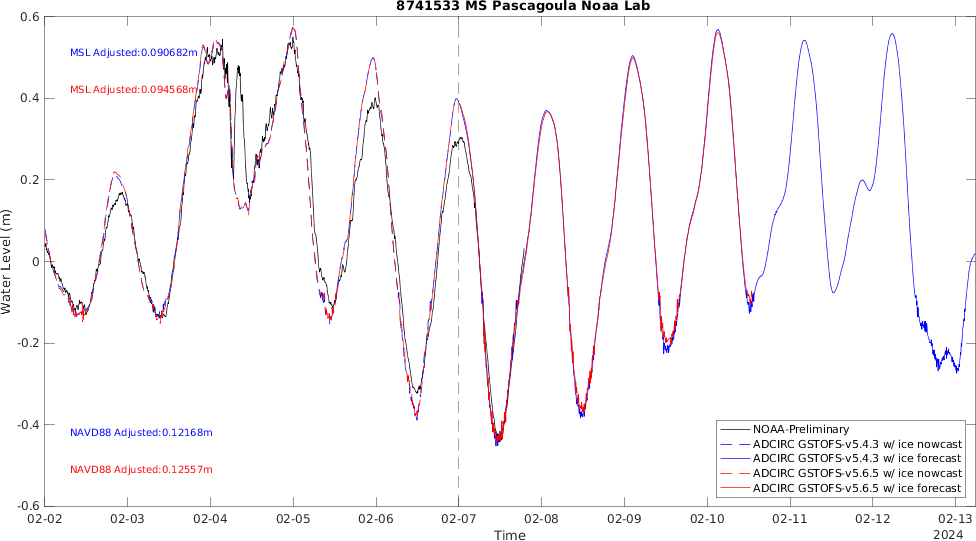 8741533 MS Pascagoula Noaa Lab
0.6
0.4
0.2
0
-0.2
-0.4
-0.6
Water Level (m)
MSL Adjusted:0.090682m
MSL Adjusted:0.094568m
NAVD88 Adjusted:0.12168m
NAVD88 Adjusted:0.12557m
NOAA-Preliminary
ADCIRC GSTOFS-v5.4.3 w/ ice nowcast
ADCIRC GSTOFS-v5.4.3 w/ ice forecast
ADCIRC GSTOFS-v5.6.5 w/ ice nowcast
ADCIRC GSTOFS-v5.6.5 w/ ice forecast
02-02 02-03 02-04 02-05 02-06 02-07 02-08 02-09 02-10 02-11 02-12 02-13
Time
2024